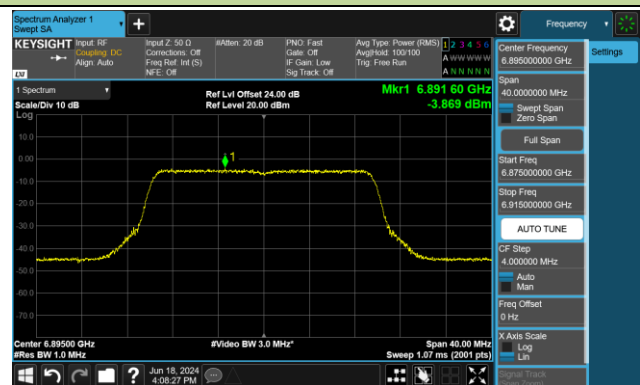 Spectrum Analyzer 1
Swept SA
Frequency
KEYSIGHT
Input: RF
Coupling: DC
Align: Auto
Input Z: 50 Ω
Corrections: Off
Freq Ref: Int (S)
NFE: Off
#Atten: 20 dB
PNO: Fast
Gate: Off
IF Gain: Low
Sig Track: Off
Avg Type: Power (RMS)
Avg|Hold: 100/100
Trig: Free Run
1 2 3 4 5 6
A W W W W W
A N N N N N
LXI
Center Frequency
6.895000000 GHz
Settings
Span
40.0000000 MHz
Swept Span
Zero Span
Full Span
Start Freq
6.875000000 GHz
Stop Freq
6.915000000 GHz
AUTO TUNE
CF Step
4.000000 MHz
Auto
Man
Freq Offset
0 Hz
X Axis Scale
Log
Lin
Signal Track
(Span Zoom)
1 Spectrum
Scale/Div 10 dB
Log
Ref Lvl Offset 24.00 dB
Ref Level 20.00 dBm
Mkr1 6.891 60 GHz
-3.869 dBm
10.0
0.00
-10.0
-20.0
-30.0
-40.0
-50.0
-60.0
-70.0
1
Center 6.89500 GHz
#Res BW 1.0 MHz
#Video BW 3.0 MHz*
Span 40.00 MHz
Sweep 1.07 ms (2001 pts)
Jun 18, 2024
4:08:27 PM